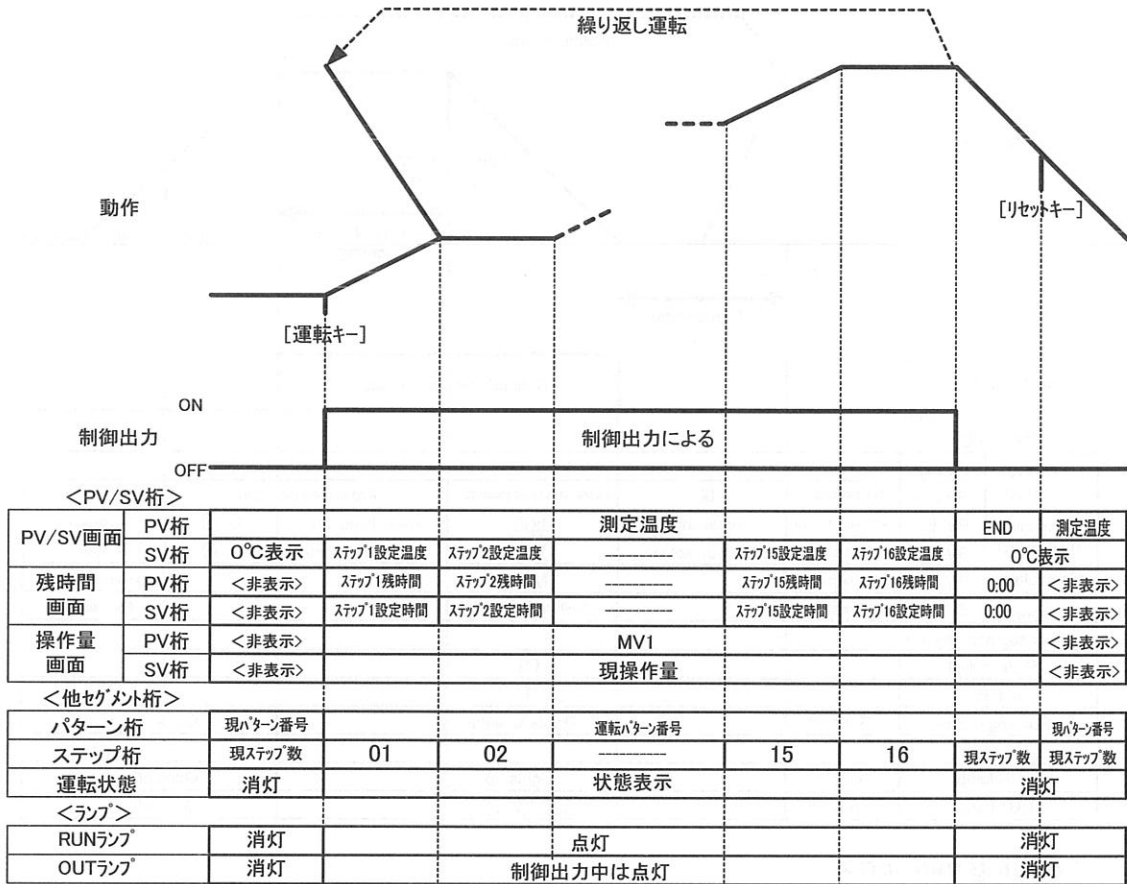 繰り返し運転
動作
[リセットキー]
[運転キー]
ON
制御出力
制御出力による
OFF
<PV/SV桁>
PV/SV画面 PV桁 測定温度 END 測定温度
SV桁 0℃表示 ステップ1設定温度 ステップ2設定温度 ---------- ステップ15設定温度 ステップ16設定温度 0℃表示
残時間画面 PV桁 <非表示> ステップ1残時間 ステップ2残時間 ---------- ステップ15残時間 ステップ16残時間 0:00 <非表示>
SV桁 <非表示> ステップ1設定時間 ステップ2設定時間 ---------- ステップ15設定時間 ステップ16設定時間 0:00 <非表示>
操作量画面 PV桁 <非表示> MV1 <非表示>
SV桁 <非表示> 現操作量 <非表示>
<他セグメント桁>
パターン桁 現パターン番号 運転パターン番号 現パターン番号
ステップ桁 現ステップ数 01 02 ---------- 15 16 現ステップ数 現ステップ数
運転状態 消灯 状態表示 消灯
<ランプ>
RUNランプ 消灯 点灯 消灯
OUTランプ 消灯 制御出力中は点灯 消灯